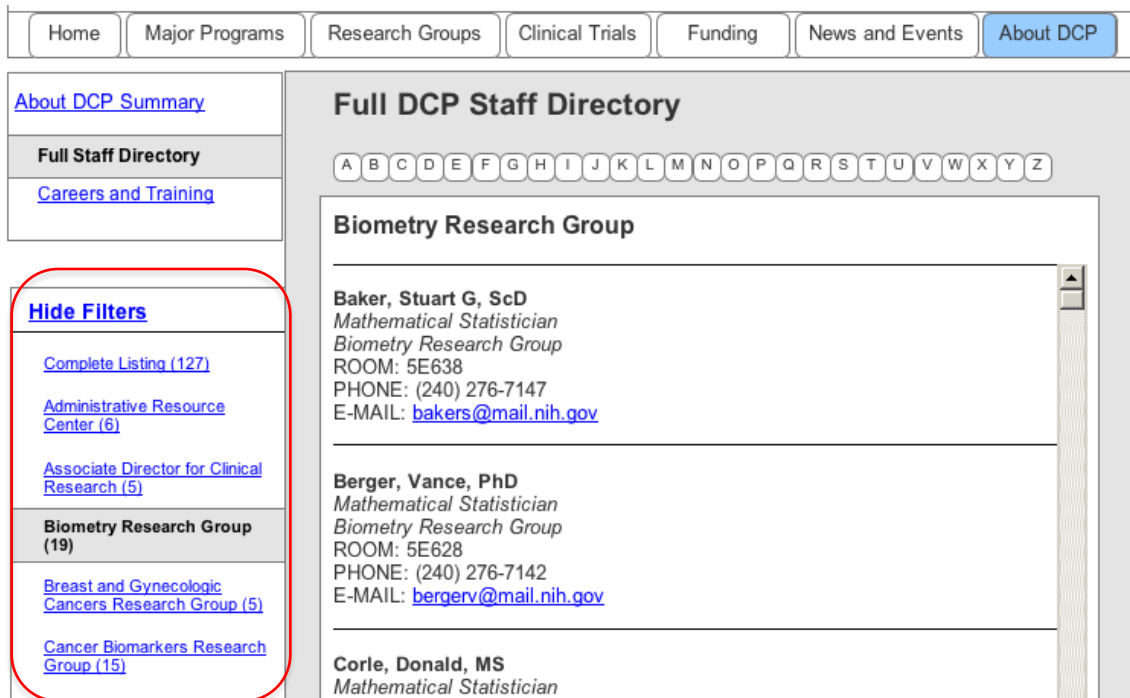 Home Major Programs Research Groups Clinical Trials Funding News and Events About DCP
About DCP Summary
Full Staff Directory
Careers and Training
Hide Filters
Complete Listing (127)
Administrative Resource
Center (6)
Associate Director for Clinical
Research (5)
Biometry Research Group
(19)
Breast and Gynecologic
Cancers Research Group (5)
Cancer Biomarkers Research
Group (15)
Full DCP Staff Directory
A B C D E F G H I J K L M N O P Q R S T U V W X Y Z
Biometry Research Group
Baker, Stuart G, ScD
Mathematical Statistician
Biometry Research Group
ROOM: 5E638
PHONE: (240) 276-7147
E-MAIL: bakers@mail.nih.gov
Berger, Vance, PhD
Mathematical Statistician
Biometry Research Group
ROOM: 5E628
PHONE: (240) 276-7142
E-MAIL: bergerv@mail.nih.gov
Corle, Donald, MS
Mathematical Statistician